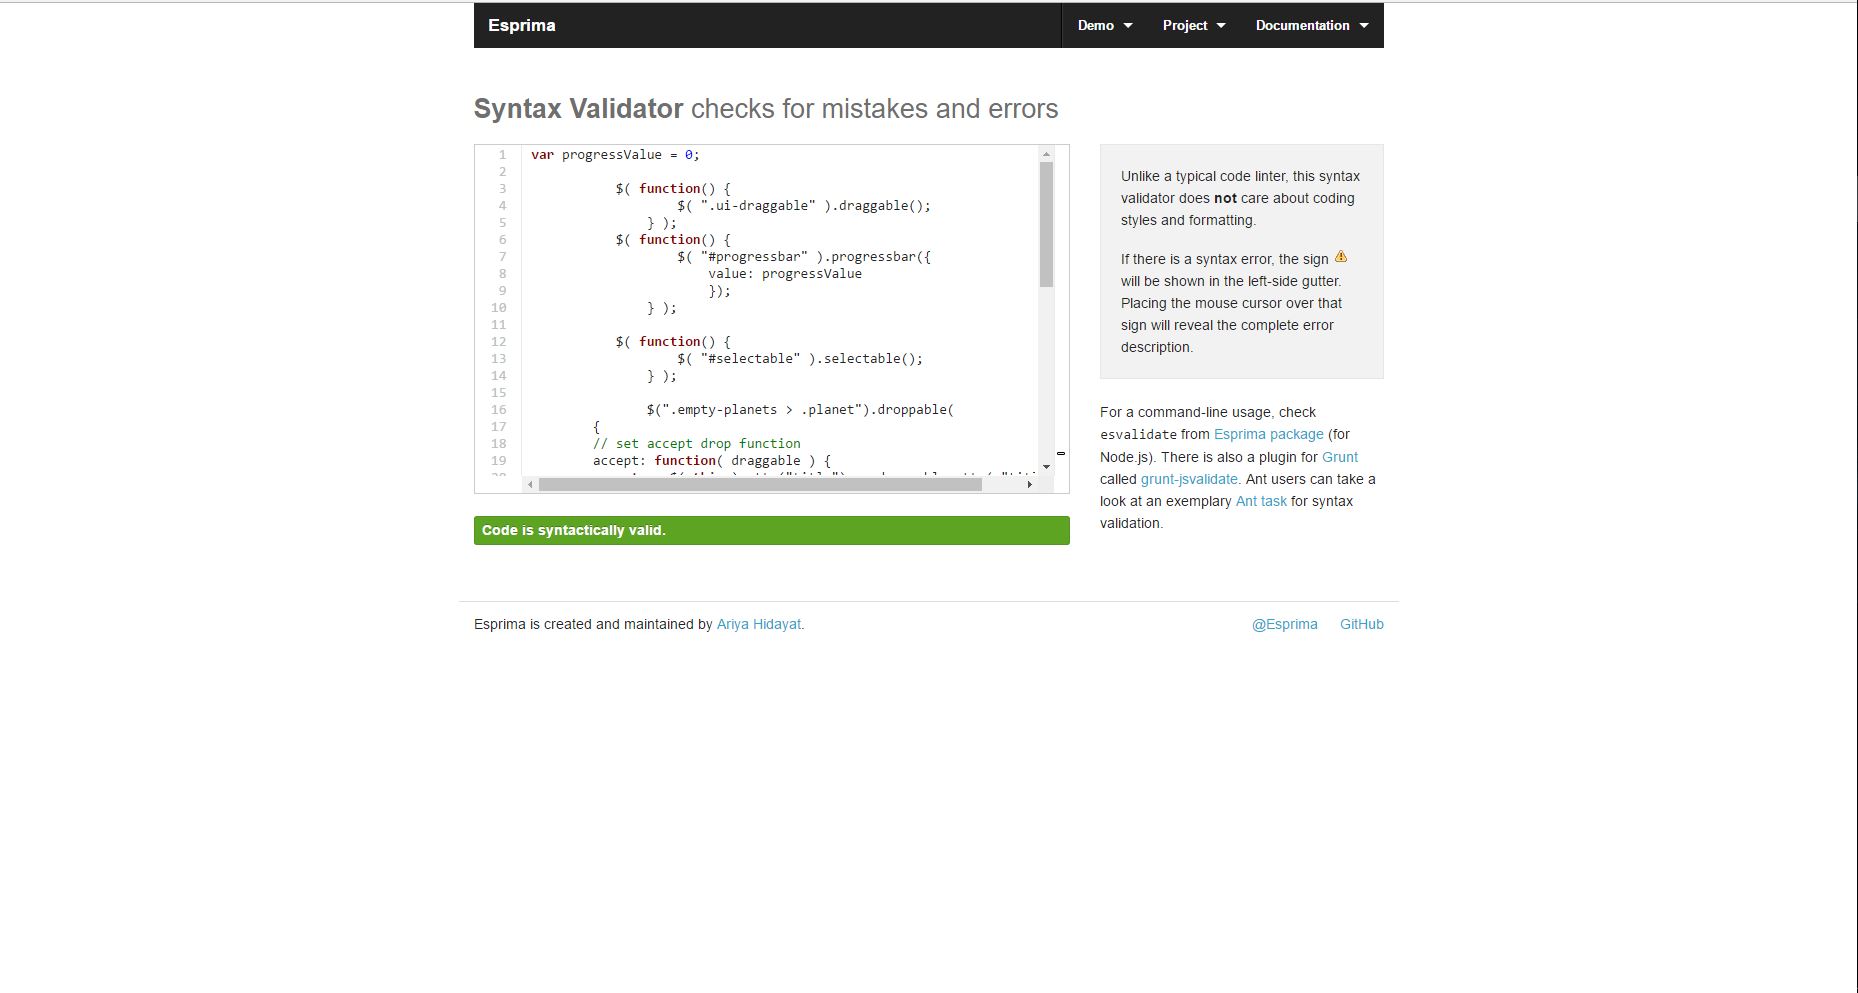 Esprima
Demo
Project
Documentation
Syntax Validator checks for mistakes and errors
1 var progressValue = 0;
2
3 $( function() {
4 $( ".ui-draggable" ).draggable();
5 } );
6 $( function() {
7 $( "#progressbar" ).progressbar({
8 value: progressValue
9 });
10 } );
11
12 $( function() {
13 $( "#selectable" ).selectable();
14 } );
15
16 $(".empty-planets > .planet").droppable(
17 {
18 // set accept drop function
19 accept: function( draggable ) {
Code is syntactically valid.
Unlike a typical code linter, this syntax
validator does not care about coding
styles and formatting.
If there is a syntax error, the sign
will be shown in the left-side gutter.
Placing the mouse cursor over that
sign will reveal the complete error
description.
For a command-line usage, check
esvalidate from Esprima package (for
Node.js). There is also a plugin for Grunt
called grunt-jsvalidate. Ant users can take a
look at an exemplary Ant task for syntax
validation.
Esprima is created and maintained by Ariya Hidayat.
@Esprima
GitHub